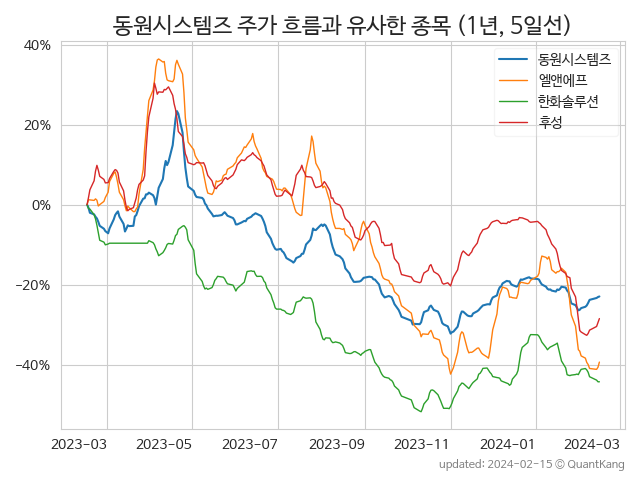 동원시스템즈 주가 흐름과 유사한 종목 (1년, 5일선)
40%
20%
0%
−20%
−40%
동원시스템즈
엘앤에프
한화솔루션
후성
2023-03 2023-05 2023-07 2023-09 2023-11 2024-01 2024-03
updated: 2024-02-15 © QuantKang